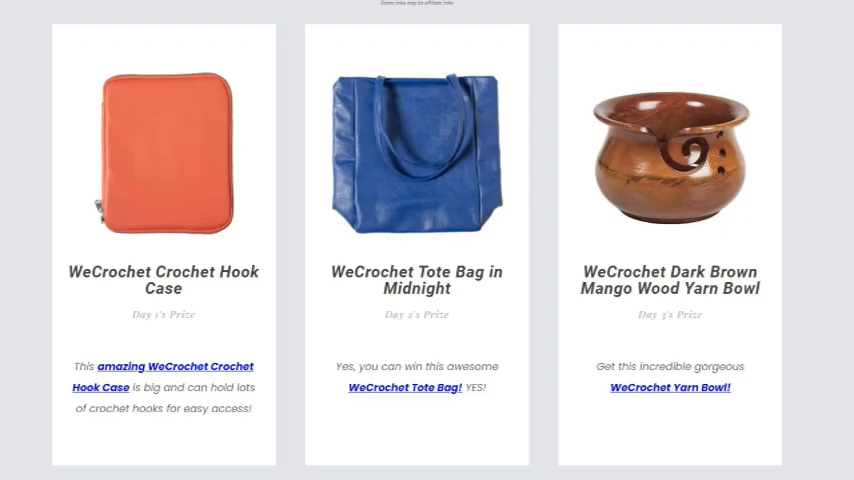 Some links may be affiliate links
WeCrochet Crochet Hook
Case
Day 1's Prize
This amazing WeCrochet Crochet
Hook Case is big and can hold lots
of crochet hooks for easy access!
WeCrochet Tote Bag in
Midnight
Day 2's Prize
Yes, you can win this awesome
WeCrochet Tote Bag! YES!
WeCrochet Dark Brown
Mango Wood Yarn Bowl
Day 3's Prize
Get this incredible gorgeous
WeCrochet Yarn Bowl!